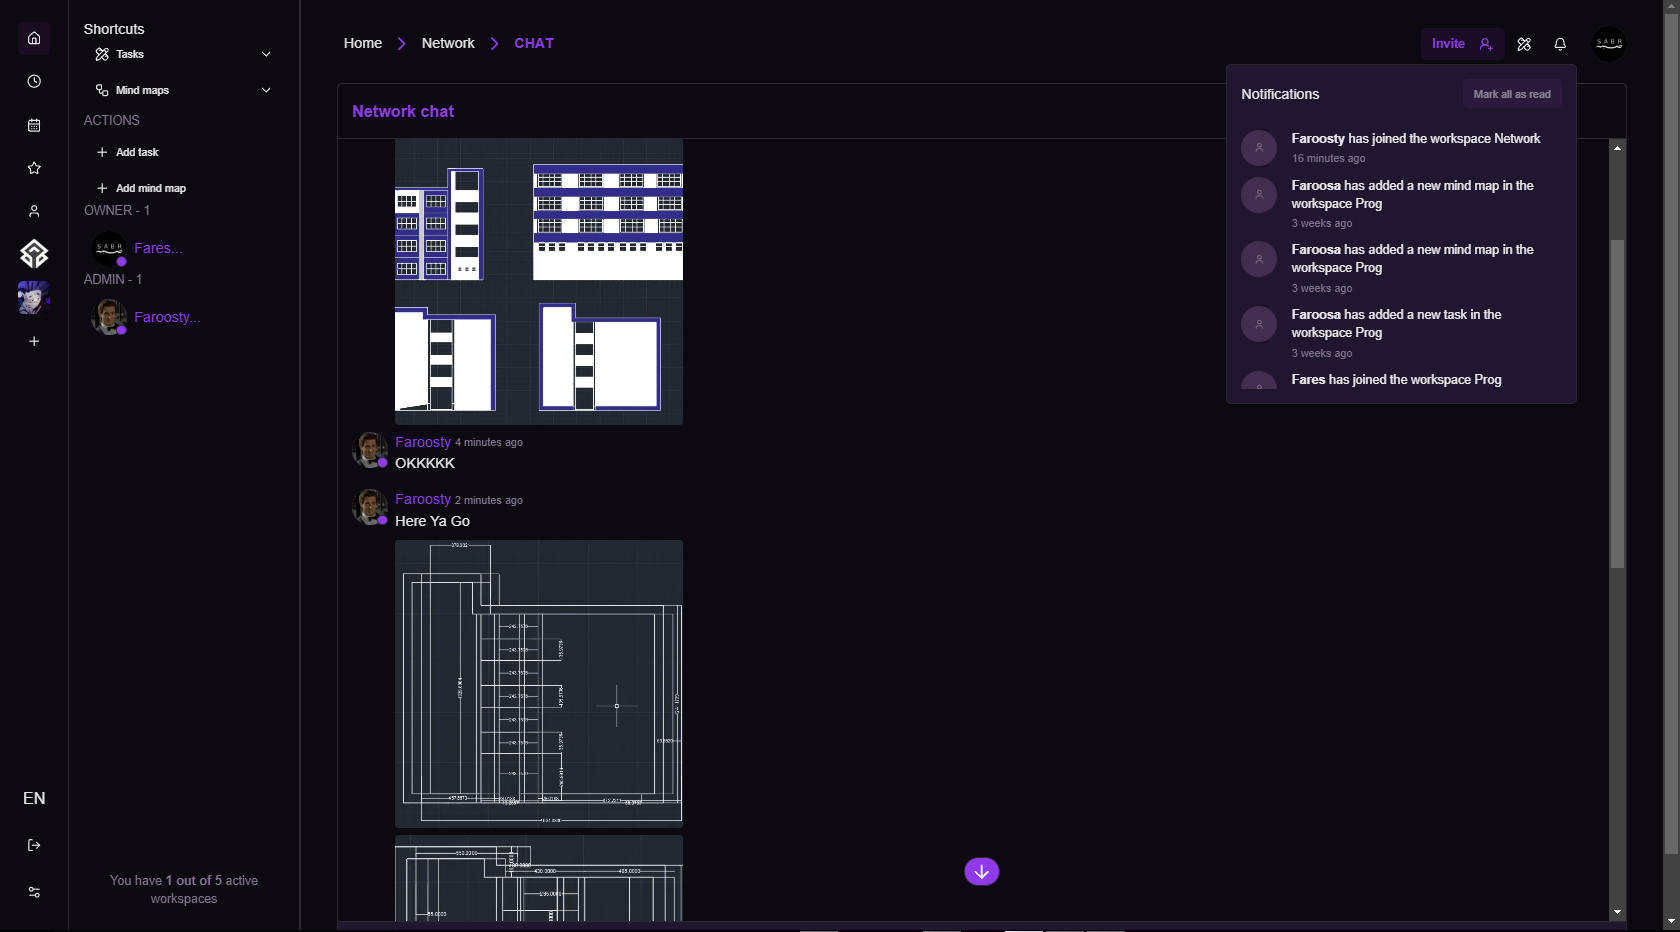 Shortcuts
Tasks
Mind maps
ACTIONS
Add task
Add mind map
OWNER - 1
SABR
Fares...
ADMIN - 1
Faroosty...
EN
You have 1 out of 5 active
workspaces
Home
Network
CHAT
Invite
SABR
Network chat
Faroosty 4 minutes ago
OKKKKK
Faroosty 2 minutes ago
Here Ya Go
Notifications
Mark all as read
Faroosty has joined the workspace Network
16 minutes ago
Faroosa has added a new mind map in the
workspace Prog
3 weeks ago
Faroosa has added a new mind map in the
workspace Prog
3 weeks ago
Faroosa has added a new task in the
workspace Prog
3 weeks ago
Fares has joined the workspace Prog